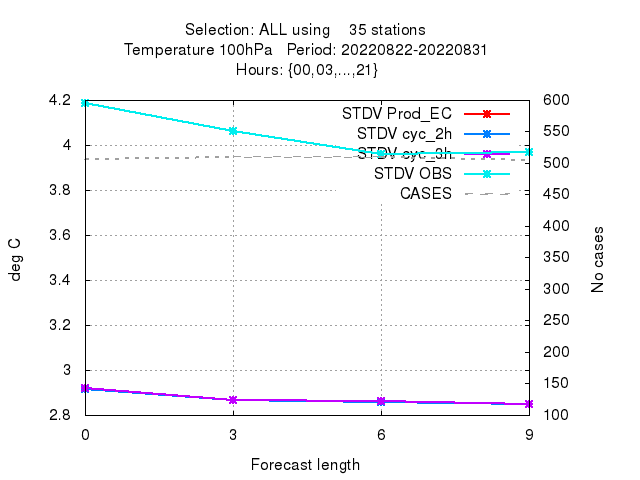 Selection: ALL using 35 stations
Temperature 100hPa Period: 20220822-20220831
Hours: {00,03,...,21}
4.2
4
3.8
3.6
3.4
3.2
3
2.8
deg C
600
550
500
450
400
350
300
250
200
150
100
No cases
STDV Prod_EC
STDV cyc_2h
STDV cyc_3h
STDV OBS
CASES
0 3 6 9
Forecast length